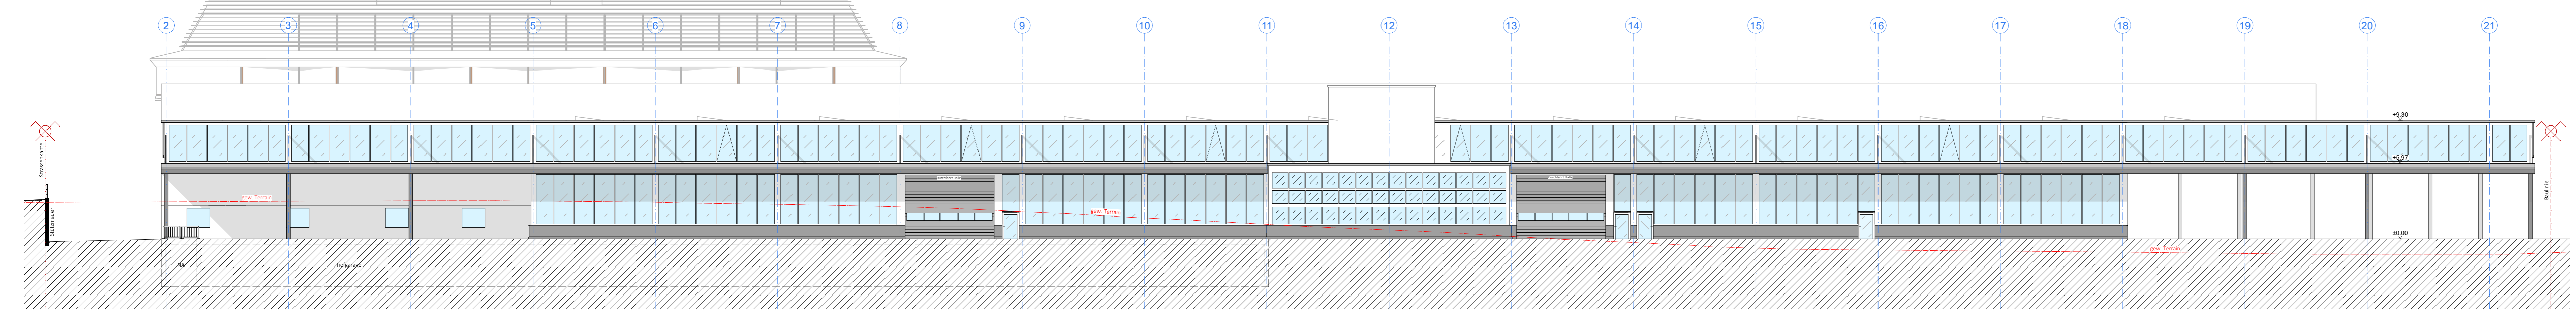 2 3 4 5 6 7 8 9 10 11 12 13 14 15 16 17 18 19 20 21
+9,30
Strassenkante
+5,97
Baulinie
gew. Terrain
gew. Terrain
Stützmauer
±0,00
gew. Terrain
NA
Tiefgarage